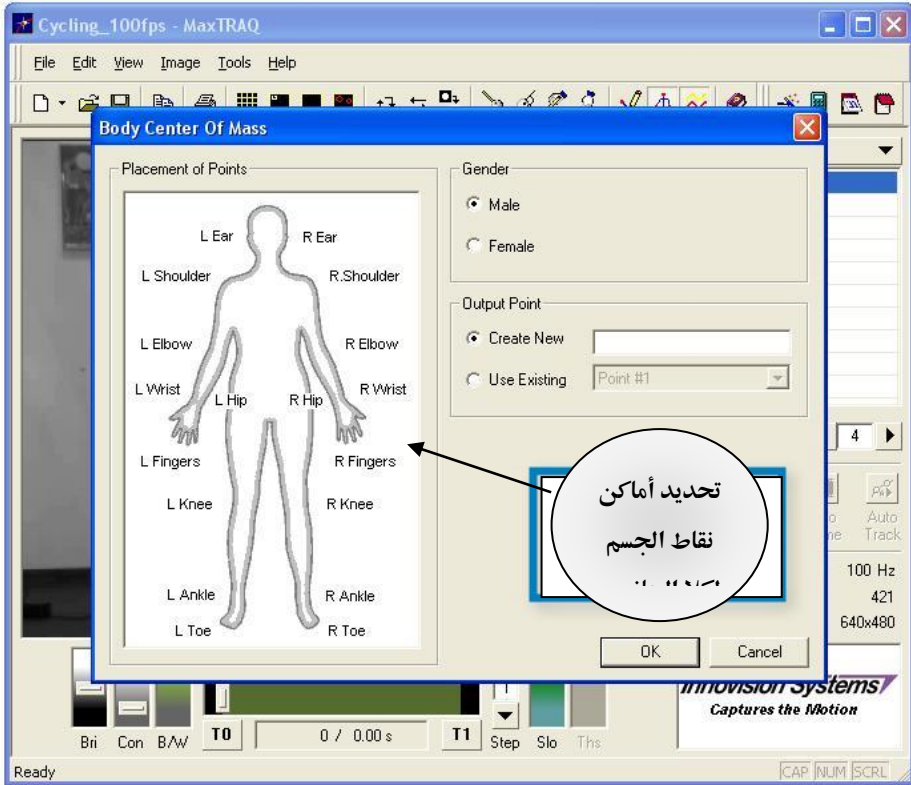 Cycling_100fps - MaxTRAQ
File Edit View Image Tools Help
Body Center Of Mass
Placement of Points
L Ear R Ear
L Shoulder R.Shoulder
L Elbow R Elbow
L Wrist R Wrist
L Hip R Hip
L Fingers R Fingers
L Knee R Knee
L Ankle R Ankle
L Toe R Toe
Gender
Male
Female
Output Point
Create New
Use Existing Point #1
تحديد أماكن
نقاط الجسم
OK Cancel
4
Auto
Track
100 Hz
421
640x480
Innovision Systems
Captures the Motion
T0 0 / 0.00 s T1
Bri Con B/W Step Slo Ths
Ready CAP NUM SCRL